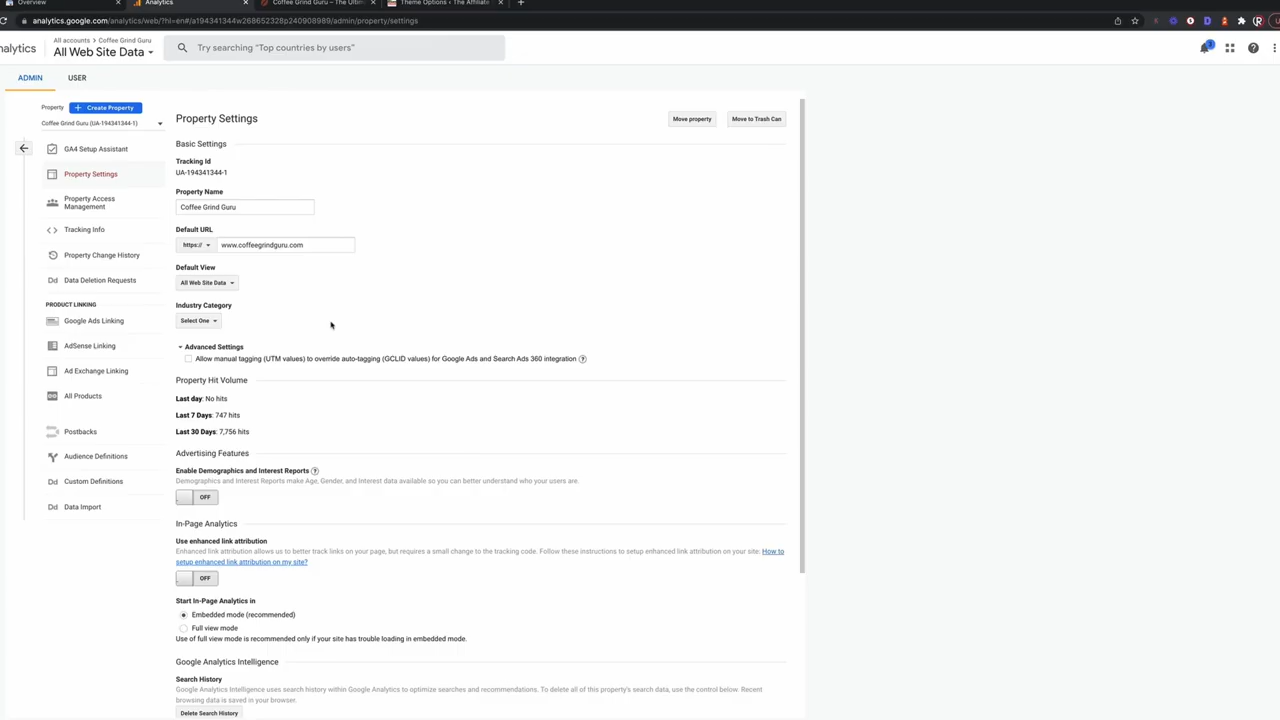 Overview
Analytics
Coffee Grind Guru – The Ultim
Theme Options ‹ The Affiliate
analytics.google.com/analytics/web/?hl=en#/a194341344w268652328p240908989/admin/property/settings
nalytics
All accounts > Coffee Grind Guru
All Web Site Data
Try searching "Top countries by users"
3
ADMIN
USER
Property
+ Create Property
Coffee Grind Guru (UA-194341344-1)
GA4 Setup Assistant
Property Settings
Property Access
Management
Tracking Info
Property Change History
Dd Data Deletion Requests
PRODUCT LINKING
Google Ads Linking
AdSense Linking
Ad Exchange Linking
All Products
Postbacks
Audience Definitions
Dd Custom Definitions
Dd Data Import
Property Settings
Move property
Move to Trash Can
Basic Settings
Tracking Id
UA-194341344-1
Property Name
Coffee Grind Guru
Default URL
https://
www.coffeegrindguru.com
Default View
All Web Site Data
Industry Category
Select One
Advanced Settings
Allow manual tagging (UTM values) to override auto-tagging (GCLID values) for Google Ads and Search Ads 360 integration ?
Property Hit Volume
Last day: No hits
Last 7 Days: 747 hits
Last 30 Days: 7,756 hits
Advertising Features
Enable Demographics and Interest Reports ?
Demographics and Interest Reports make Age, Gender, and Interest data available so you can better understand who your users are.
OFF
In-Page Analytics
Use enhanced link attribution
Enhanced link attribution allows us to better track links on your page, but requires a small change to the tracking code. Follow these instructions to setup enhanced link attribution on your site: How to
setup enhanced link attribution on my site?
OFF
Start In-Page Analytics in
Embedded mode (recommended)
Full view mode
Use of full view mode is recommended only if your site has trouble loading in embedded mode.
Google Analytics Intelligence
Search History
Google Analytics Intelligence uses search history within Google Analytics to optimize searches and recommendations. To delete all of this property's search data, use the control below. Recent
browsing data is saved in your browser.
Delete Search History